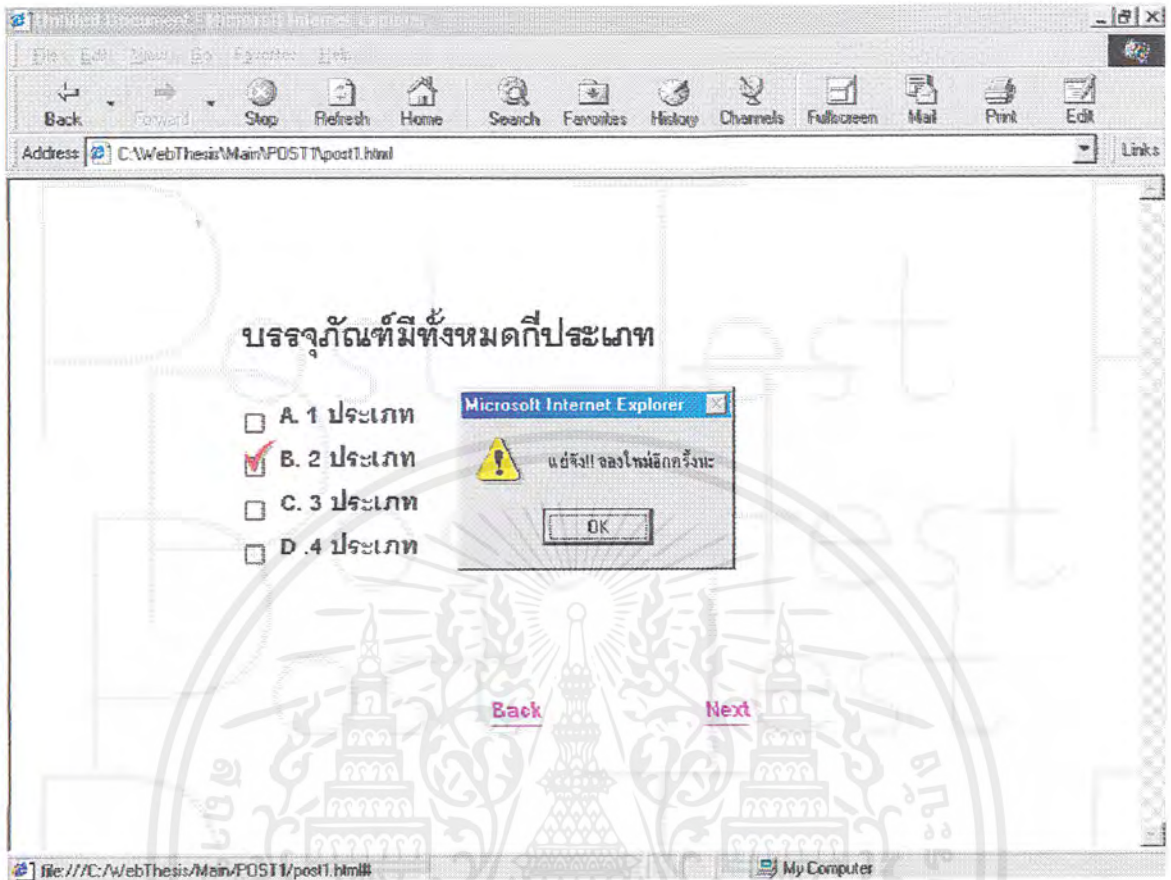 Untitled Document - Microsoft Internet Explorer
File Edit View Go Favorites Help
Back Forward Stop Refresh Home Search Favorites History Channels Fullscreen Mail Print Edit
Address C:\WebThesis\Main\POST1\post1.html Links
Post Test
บรรจุภัณฑ์มีทั้งหมดกี่ประเภท
A. 1 ประเภท
B. 2 ประเภท
C. 3 ประเภท
D .4 ประเภท
Microsoft Internet Explorer
แย่จัง!! ลองใหม่อีกครั้งนะ
OK
Back Next
file:///C:/WebThesis/Main/POST1/post1.html# My Computer